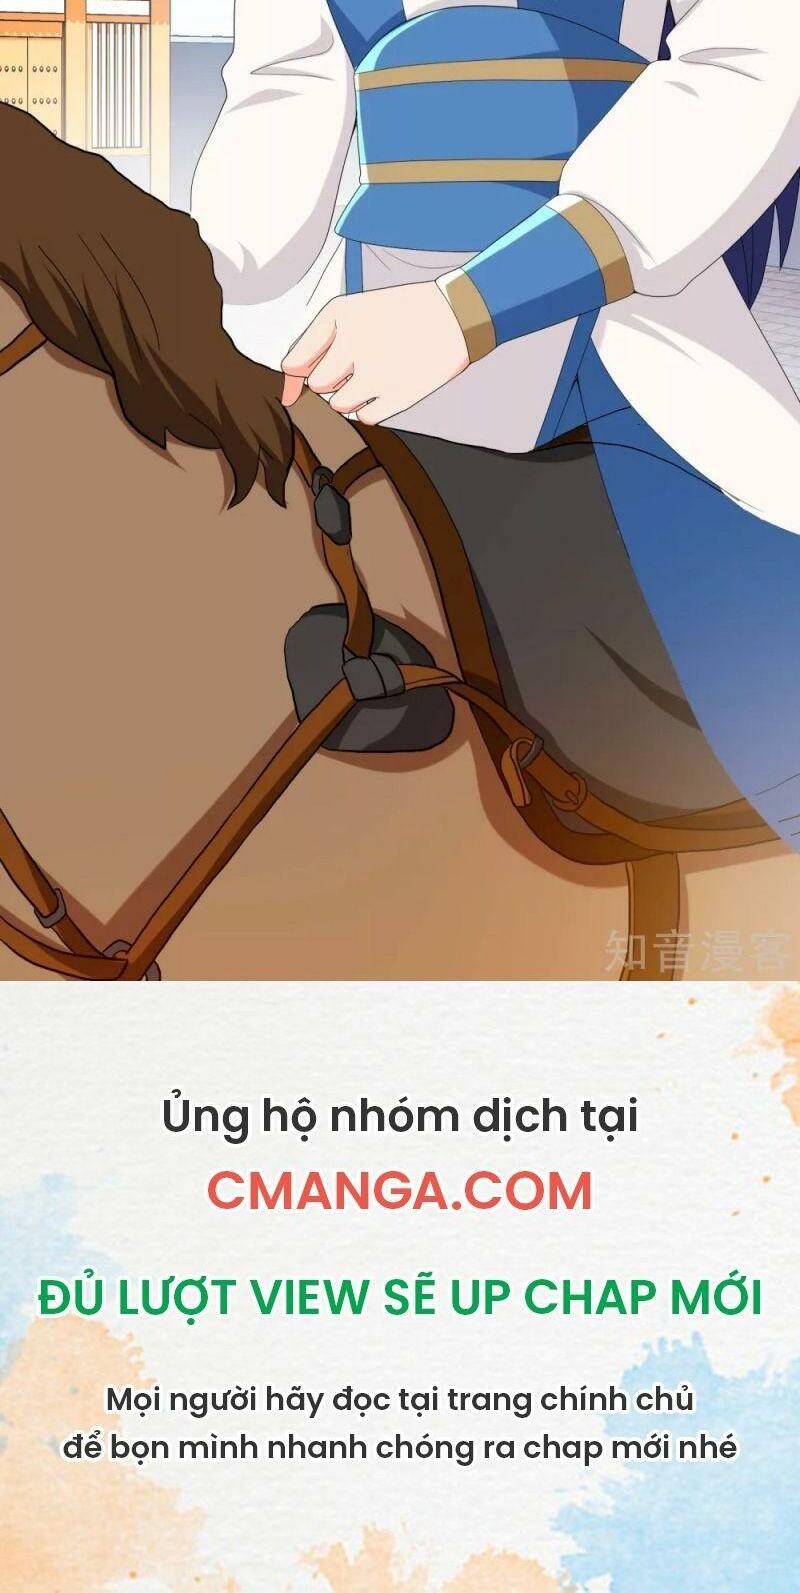 知音漫客
Ủng hộ nhóm dịch tại
CMANGA.COM
ĐỦ LƯỢT VIEW SẼ UP CHAP MỚI
Mọi người hãy đọc tại trang chính chủ
để bọn mình nhanh chóng ra chap mới nhé